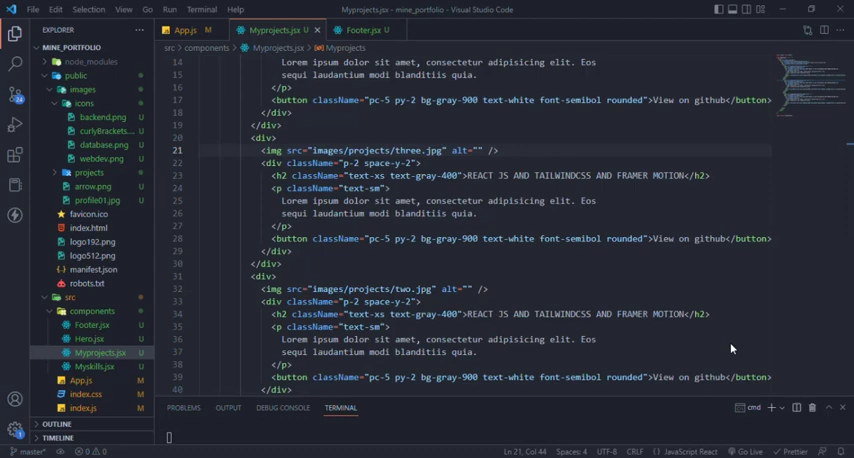 File Edit Selection View Go Run Terminal Help
Myprojects.jsx - mine_portfolio - Visual Studio Code
EXPLORER
MINE_PORTFOLIO
node_modules
public
images
icons
backend.png U
curlyBrackets.... U
database.png U
webdev.png U
projects
arrow.png U
profile01.jpg U
favicon.ico
index.html
logo192.png
logo512.png
manifest.json
robots.txt
src
components
Footer.jsx U
Hero.jsx U
Myprojects.jsx U
Myskills.jsx U
App.js M
index.css M
index.js M
OUTLINE
TIMELINE
24
1
App.js M
Myprojects.jsx U
Footer.jsx U
src > components > Myprojects.jsx > Myprojects
14 Lorem ipsum dolor sit amet, consectetur adipisicing elit. Eos
15 sequi laudantium modi blanditiis quia.
16 </p>
17 <button className="pc-5 py-2 bg-gray-900 text-white font-semibol rounded">View on github</button>
18 </div>
19 </div>
20 <div>
21 <img src="images/projects/three.jpg" alt="" />
22 <div className="p-2 space-y-2">
23 <h2 className="text-xs text-gray-400">REACT JS AND TAILWINDCSS AND FRAMER MOTION</h2>
24 <p className="text-sm">
25 Lorem ipsum dolor sit amet, consectetur adipisicing elit. Eos
26 sequi laudantium modi blanditiis quia.
27 </p>
28 <button className="pc-5 py-2 bg-gray-900 text-white font-semibol rounded">View on github</button>
29 </div>
30 </div>
31 <div>
32 <img src="images/projects/two.jpg" alt="" />
33 <div className="p-2 space-y-2">
34 <h2 className="text-xs text-gray-400">REACT JS AND TAILWINDCSS AND FRAMER MOTION</h2>
35 <p className="text-sm">
36 Lorem ipsum dolor sit amet, consectetur adipisicing elit. Eos
37 sequi laudantium modi blanditiis quia.
38 </p>
39 <button className="pc-5 py-2 bg-gray-900 text-white font-semibol rounded">View on github</button>
40 </div>
PROBLEMS OUTPUT DEBUG CONSOLE TERMINAL
cmd
master* 0 0
Ln 21, Col 44 Spaces: 4 UTF-8 CRLF {} JavaScript React Go Live Prettier